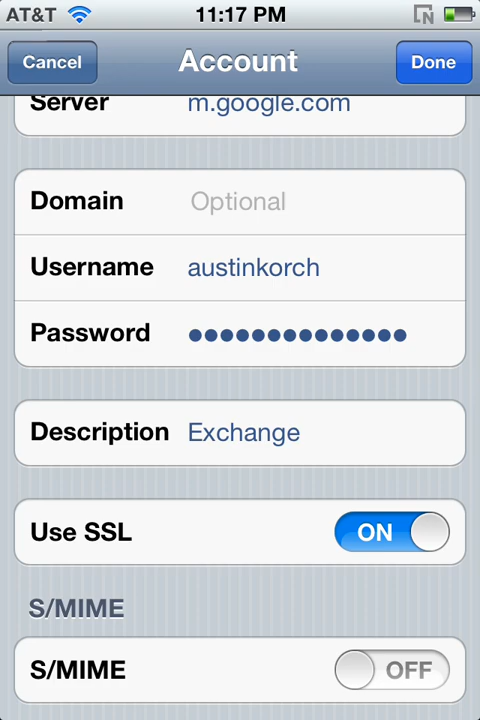 AT&T 11:17 PM N
Cancel Account Done
Server m.google.com
Domain Optional
Username austinkorch
Password ●●●●●●●●●●●●●
Description Exchange
Use SSL ON
S/MIME
S/MIME OFF